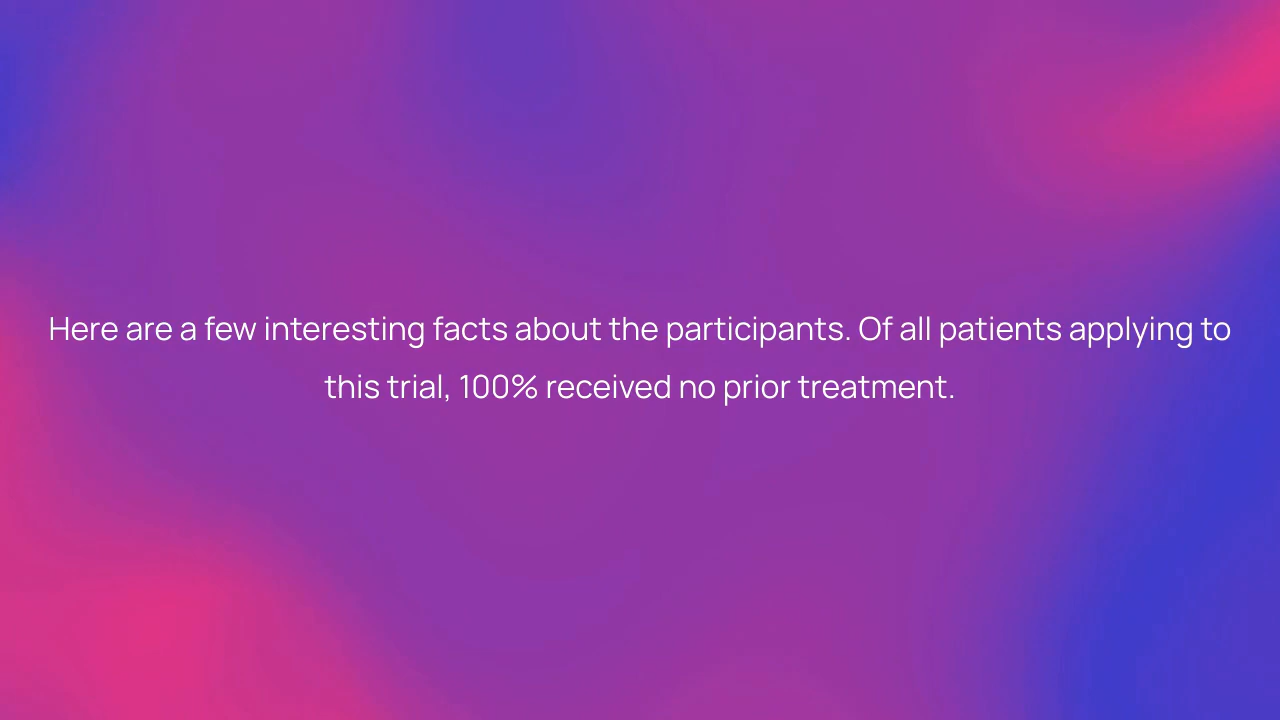 Here are a few interesting facts about the participants. Of all patients applying to
this trial, 100% received no prior treatment.